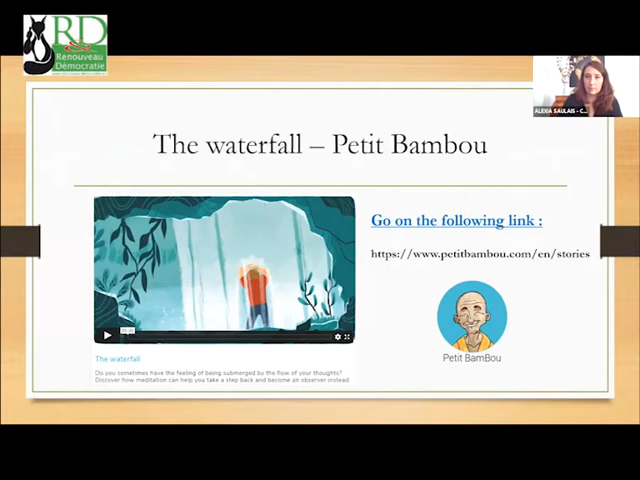 RD
Renouveau
Démocratie
ALEXIA SAULAIS - C...
The waterfall – Petit Bambou
Go on the following link :
https://www.petitbambou.com/en/stories
Petit BamBou
The waterfall
Do you sometimes have the feeling of being submerged by the flow of your thoughts?
Discover how meditation can help you take a step back and become an observer instead.